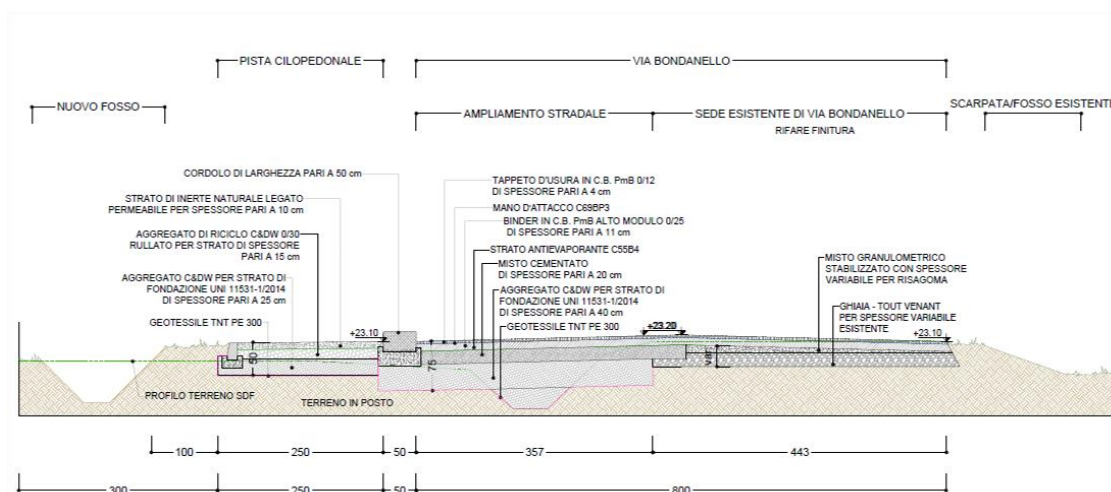 PISTA CILOPEDONALE
VIA BONDANELLO
NUOVO FOSSO
AMPLIAMENTO STRADALE
SEDE ESISTENTE DI VIA BONDANELLO
RIFARE FINITURA
SCARPATA/FOSSO ESISTENTE
CORDOLO DI LARGHEZZA PARI A 50 cm
STRATO DI INERTE NATURALE LEGATO
PERMEABILE PER SPESSORE PARI A 10 cm
AGGREGATO DI RICICLO C&DW 0/30
RULLATO PER STRATO DI SPESSORE
PARI A 15 cm
AGGREGATO C&DW PER STRATO DI
FONDAZIONE UNI 11531-1/2014
DI SPESSORE PARI A 25 cm
GEOTESSILE TNT PE 300
TAPPETO D'USURA IN C.B. PmB 0/12
DI SPESSORE PARI A 4 cm
MANO D'ATTACCO C69BP3
BINDER IN C.B. PmB ALTO MODULO 0/25
DI SPESSORE PARI A 11 cm
STRATO ANTIEVAPORANTE C55B4
MISTO CEMENTATO
DI SPESSORE PARI A 20 cm
AGGREGATO C&DW PER STRATO DI
FONDAZIONE UNI 11531-1/2014
DI SPESSORE PARI A 40 cm
GEOTESSILE TNT PE 300
MISTO GRANULOMETRICO
STABILIZZATO CON SPESSORE
VARIABILE PER RISAGOMA
GHIAIA - TOUT VENANT
PER SPESSORE VARIABILE
ESISTENTE
+23.10
+23.20
+23.10
50
75
var
PROFILO TERRENO SDF
TERRENO IN POSTO
100
250
50
357
443
300
250
50
800